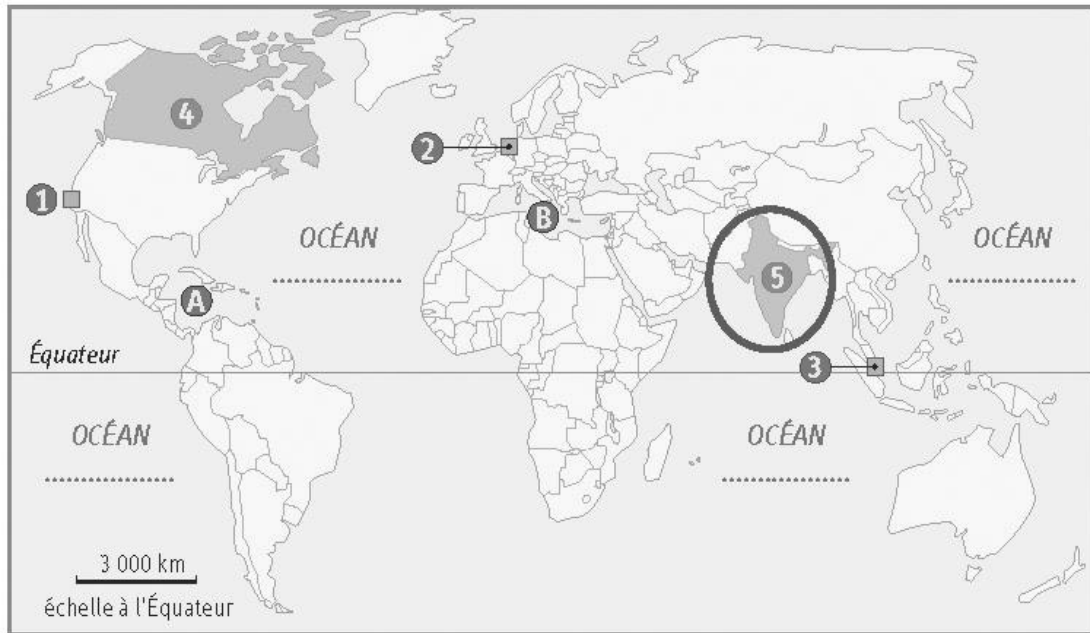 4
2
1
B
OCÉAN
OCÉAN
5
A
Équateur
3
OCÉAN
OCÉAN
3 000 km
échelle à l'Équateur